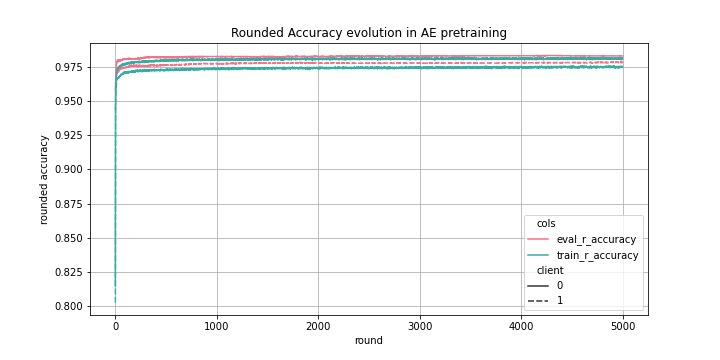 Rounded Accuracy evolution in AE pretraining
rounded accuracy
0.975
0.950
0.925
0.900
0.875
0.850
0.825
0.800
cols
eval_r_accuracy
train_r_accuracy
client
0
1
0 1000 2000 3000 4000 5000
round